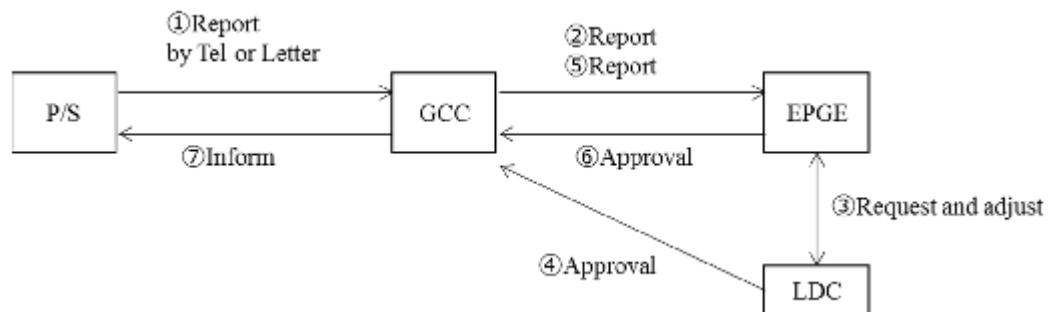 ①Report
by Tel or Letter
②Report
⑤Report
P/S
GCC
EPGE
⑦Inform
⑥Approval
③Request and adjust
④Approval
LDC